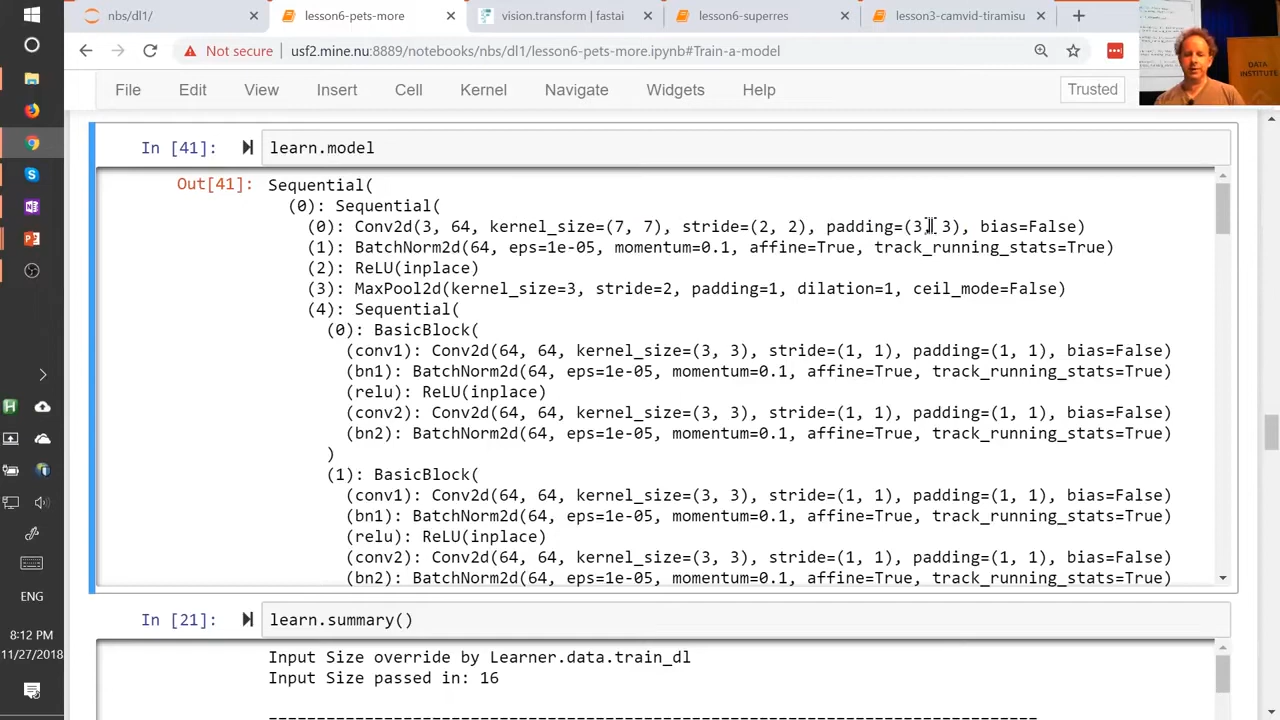 nbs/dl1/
lesson6-pets-more
vision.transform | fastai
lesson6-superres
lesson3-camvid-tiramisu
Not secure
usf2.mine.nu:8889/notebooks/nbs/dl1/lesson6-pets-more.ipynb#Train-a-model
File Edit View Insert Cell Kernel Navigate Widgets Help Trusted
DATA
INSTITUTE
In [41]: learn.model
Out[41]: Sequential(
(0): Sequential(
(0): Conv2d(3, 64, kernel_size=(7, 7), stride=(2, 2), padding=(3, 3), bias=False)
(1): BatchNorm2d(64, eps=1e-05, momentum=0.1, affine=True, track_running_stats=True)
(2): ReLU(inplace)
(3): MaxPool2d(kernel_size=3, stride=2, padding=1, dilation=1, ceil_mode=False)
(4): Sequential(
(0): BasicBlock(
(conv1): Conv2d(64, 64, kernel_size=(3, 3), stride=(1, 1), padding=(1, 1), bias=False)
(bn1): BatchNorm2d(64, eps=1e-05, momentum=0.1, affine=True, track_running_stats=True)
(relu): ReLU(inplace)
(conv2): Conv2d(64, 64, kernel_size=(3, 3), stride=(1, 1), padding=(1, 1), bias=False)
(bn2): BatchNorm2d(64, eps=1e-05, momentum=0.1, affine=True, track_running_stats=True)
)
(1): BasicBlock(
(conv1): Conv2d(64, 64, kernel_size=(3, 3), stride=(1, 1), padding=(1, 1), bias=False)
(bn1): BatchNorm2d(64, eps=1e-05, momentum=0.1, affine=True, track_running_stats=True)
(relu): ReLU(inplace)
(conv2): Conv2d(64, 64, kernel_size=(3, 3), stride=(1, 1), padding=(1, 1), bias=False)
(bn2): BatchNorm2d(64, eps=1e-05, momentum=0.1, affine=True, track_running_stats=True)
In [21]: learn.summary()
Input Size override by Learner.data.train_dl
Input Size passed in: 16
----------------------------------------------------------------------
ENG
8:12 PM
11/27/2018